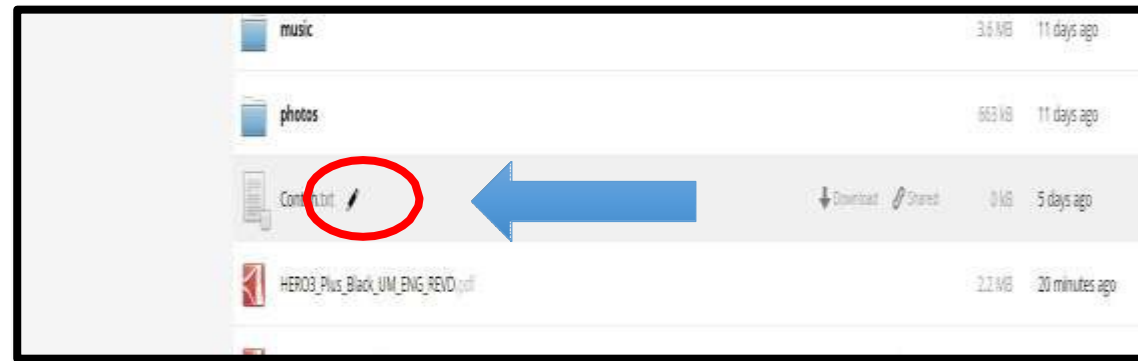 music 3.6 MB 11 days ago
photos 663 kB 11 days ago
Conten.txt Download Shared 0 kB 5 days ago
HERO3_Plus_Black_UM_ENG_REVD.pdf 2.2 MB 20 minutes ago